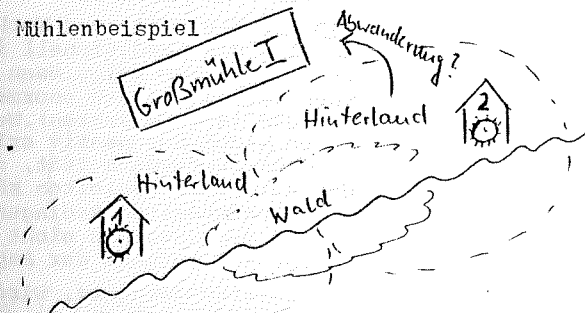 Mühlenbeispiel
Großmühle I
Abwanderung?
Hinterland
2
Hinterland
1
Wald